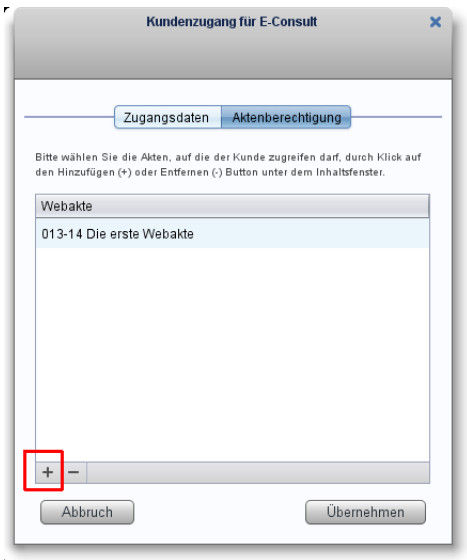 Kundenzugang für E-Consult
Zugangsdaten Aktenberechtigung
Bitte wählen Sie die Akten, auf die der Kunde zugreifen darf, durch Klick auf
den Hinzufügen (+) oder Entfernen (-) Button unter dem Inhaltsfenster.
Webakte
013-14 Die erste Webakte
+ −
Abbruch Übernehmen